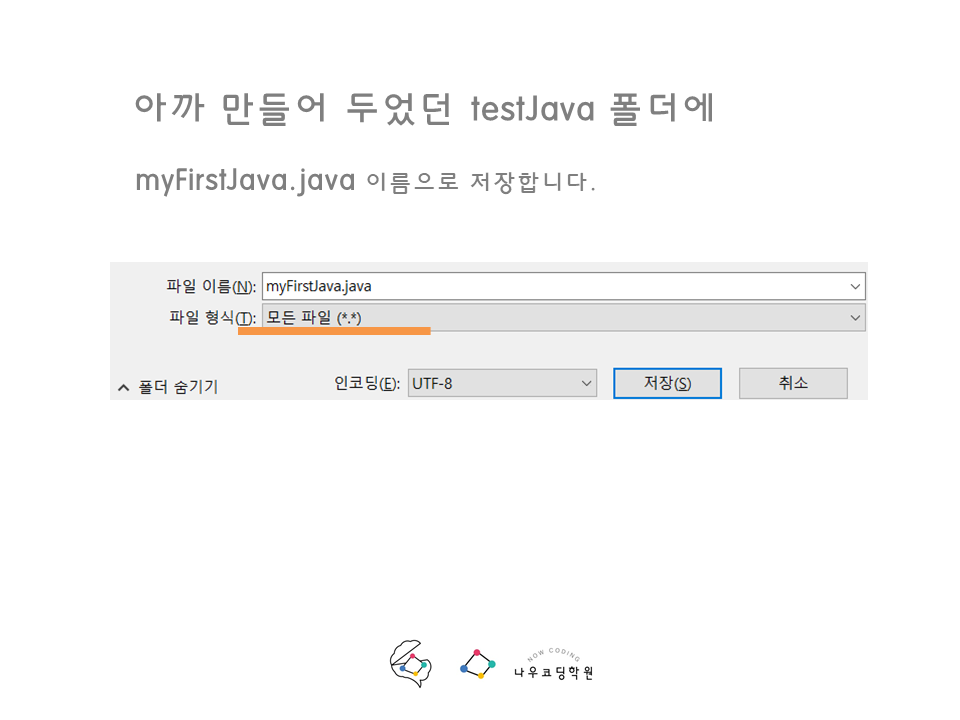 아까 만들어 두었던 testJava 폴더에
myFirstJava.java 이름으로 저장합니다.
파일 이름(N): myFirstJava.java
파일 형식(T): 모든 파일 (*.*)
폴더 숨기기 인코딩(E): UTF-8 저장(S) 취소
NOW CODING
나우코딩학원